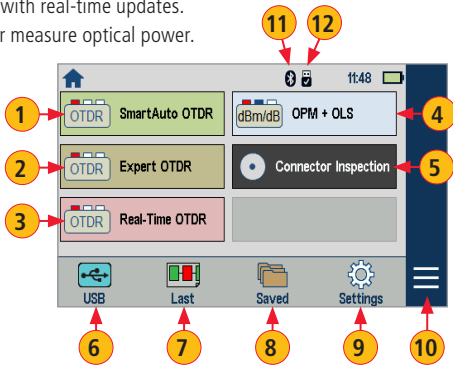 with real-time updates.
r measure optical power.
11 12
11:48
1 OTDR SmartAuto OTDR dBm/dB OPM + OLS 4
2 OTDR Expert OTDR Connector Inspection 5
3 OTDR Real-Time OTDR
USB Last Saved Settings
6 7 8 9 10